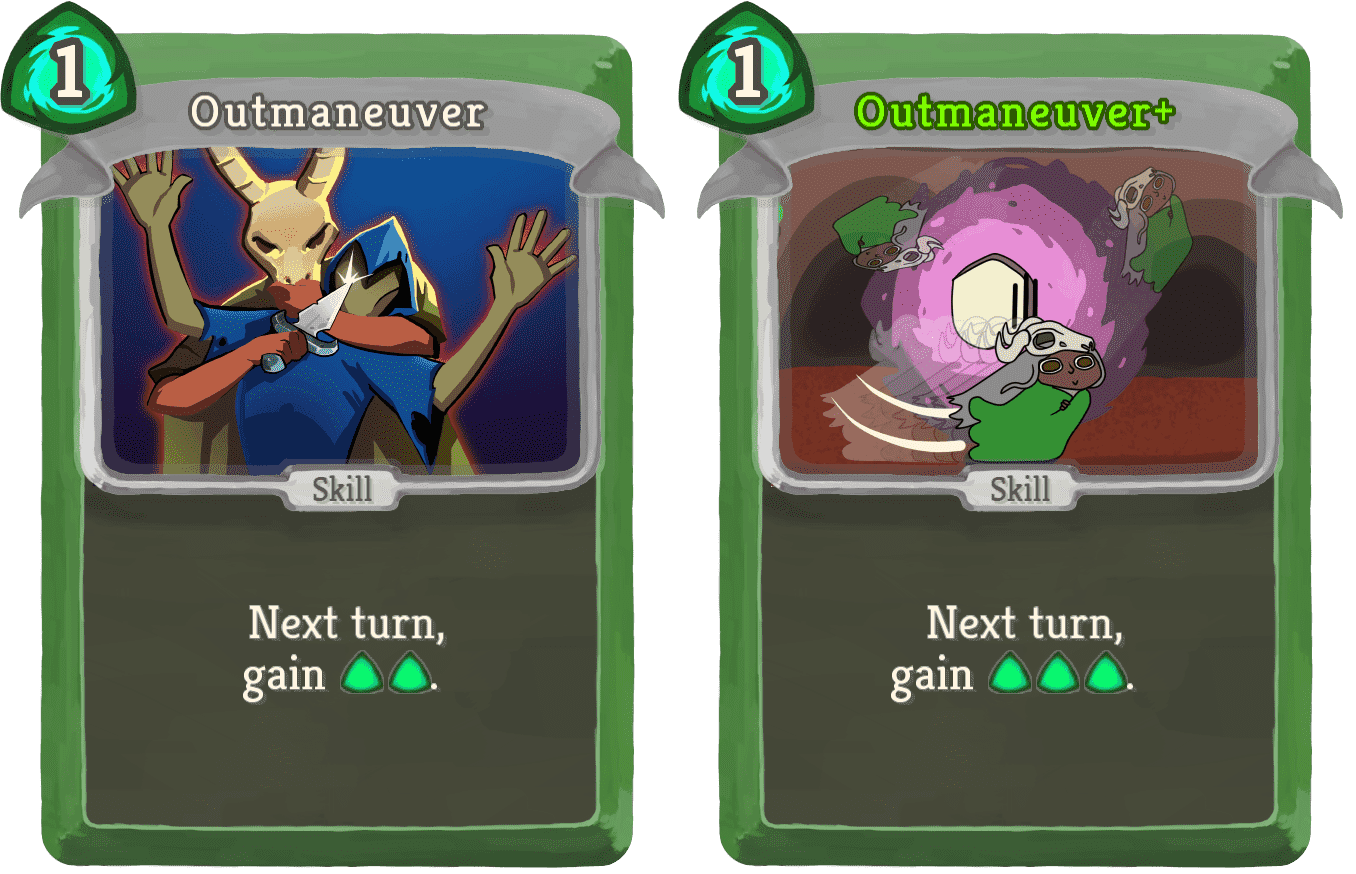 1
Outmaneuver
Skill
Next turn,
gain .
1
Outmaneuver+
Skill
Next turn,
gain .